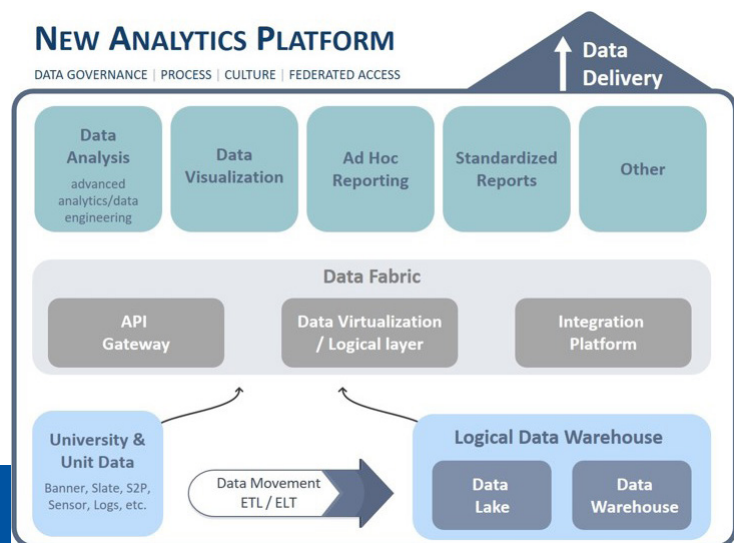 NEW ANALYTICS PLATFORM
DATA GOVERNANCE | PROCESS | CULTURE | FEDERATED ACCESS
Data
Delivery
Data
Analysis
advanced
analytics/data
engineering
Data
Visualization
Ad Hoc
Reporting
Standardized
Reports
Other
Data Fabric
API
Gateway
Data Virtualization
/ Logical layer
Integration
Platform
University &
Unit Data
Banner, Slate, S2P,
Sensor, Logs, etc.
Data Movement
ETL / ELT
Logical Data Warehouse
Data
Lake
Data
Warehouse